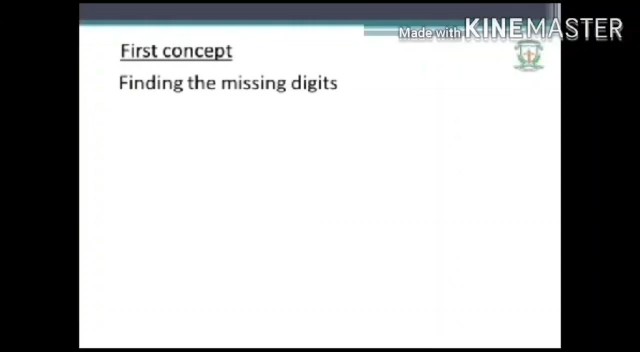 Made with KINEMASTER
First concept
Finding the missing digits